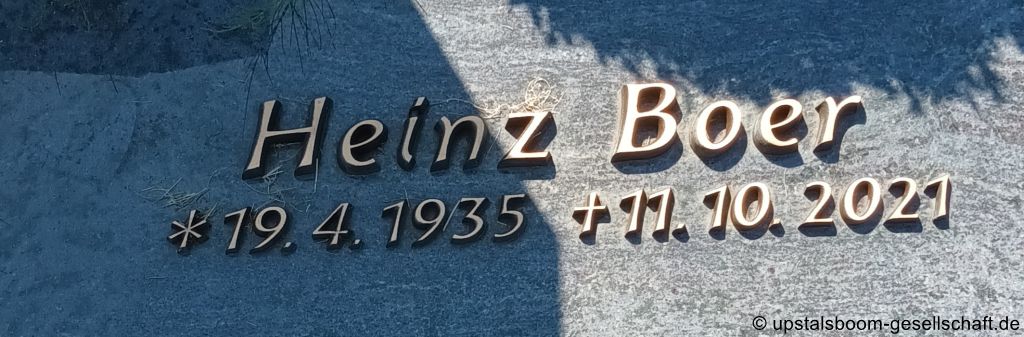 Heinz Boer
* 19. 4. 1935 † 11. 10. 2021
© upstalsboom-gesellschaft.de